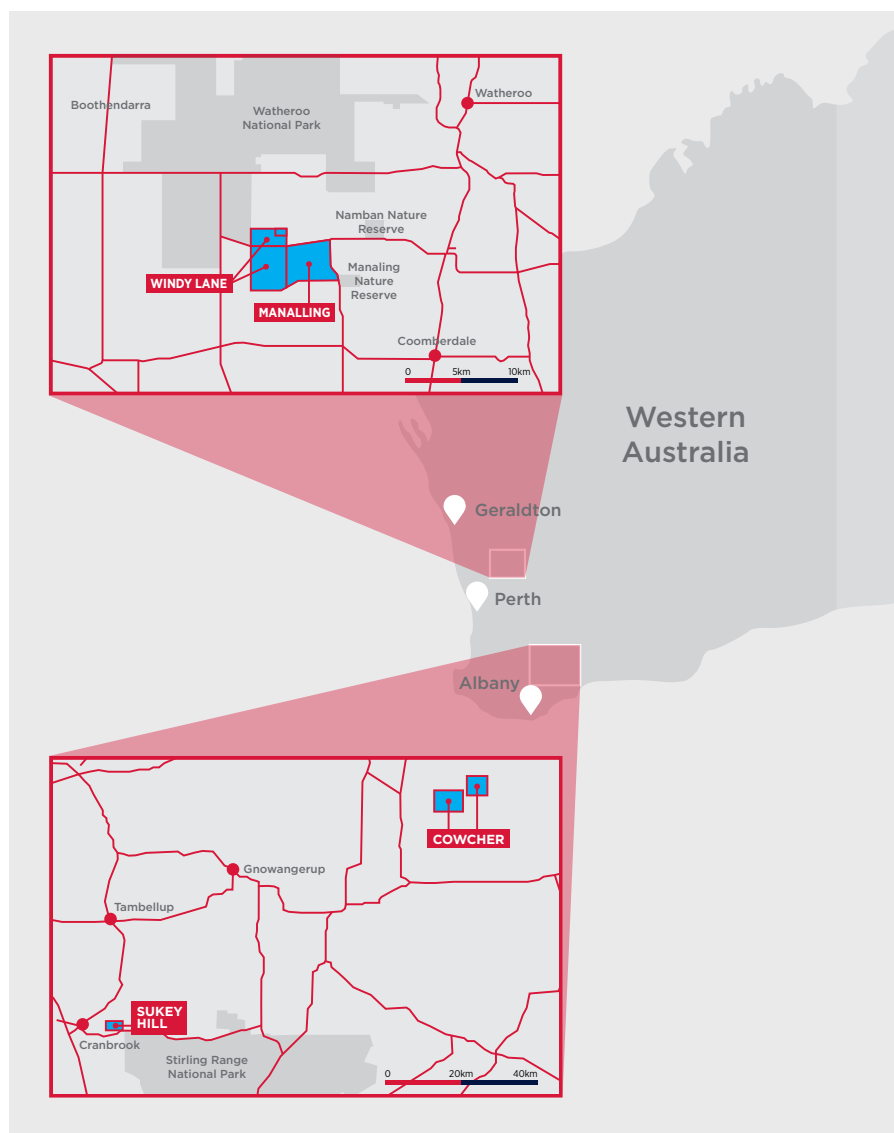 Boothendarra
Watheroo
National Park
Watheroo
Namban Nature
Reserve
WINDY LANE
Manaling
Nature
Reserve
MANALLING
Coomberdale
0 5km 10km
Western
Australia
Geraldton
Perth
Albany
COWCHER
Gnowangerup
Tambellup
SUKEY
HILL
Cranbrook
Stirling Range
National Park
0 20km 40km